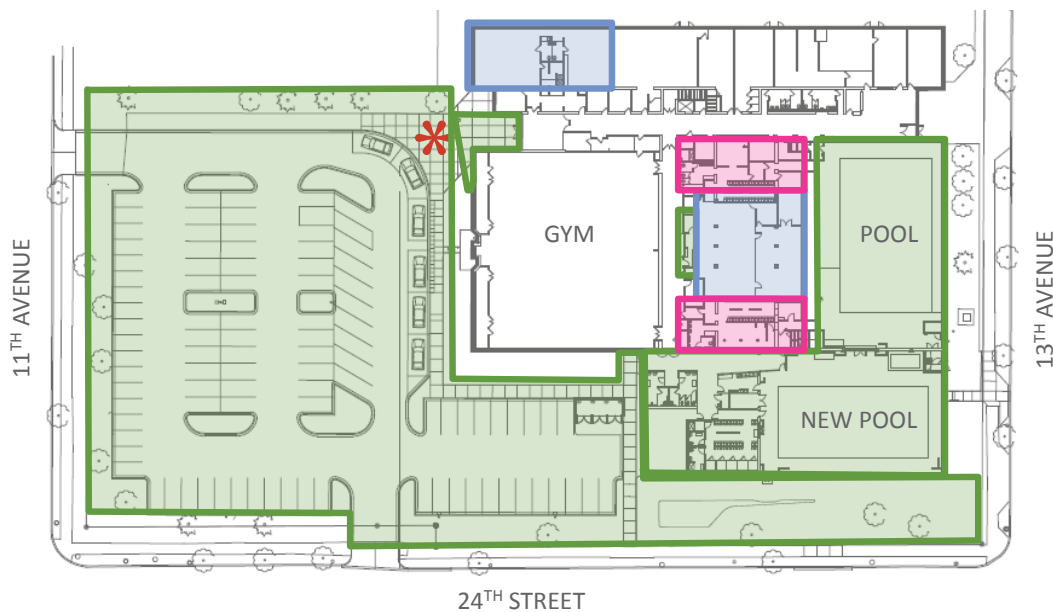 GYM
POOL
11TH AVENUE
13TH AVENUE
NEW POOL
24TH STREET